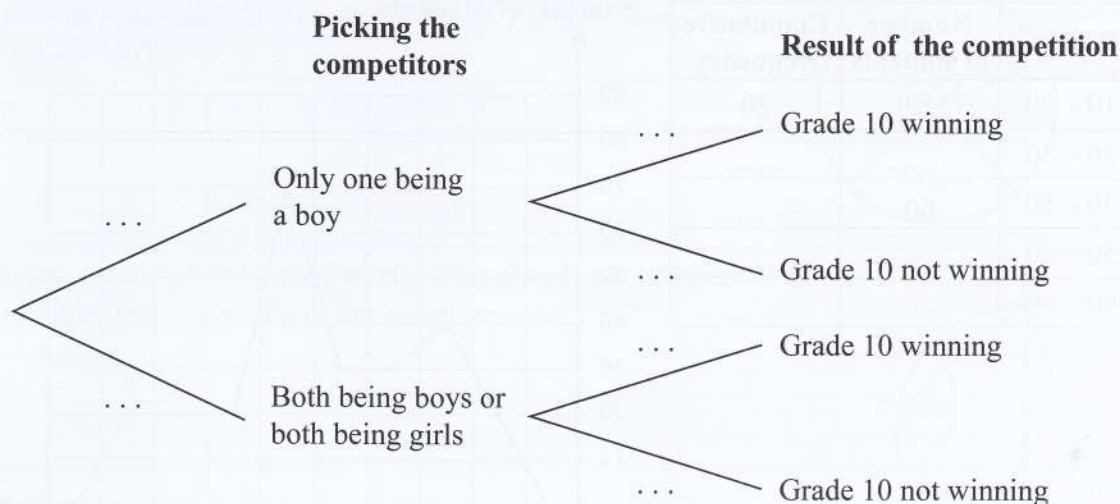 Picking the
competitors
Result of the competition
. . .
Grade 10 winning
Only one being
a boy
. . .
. . .
Grade 10 not winning
. . .
Grade 10 winning
. . .
Both being boys or
both being girls
. . .
Grade 10 not winning